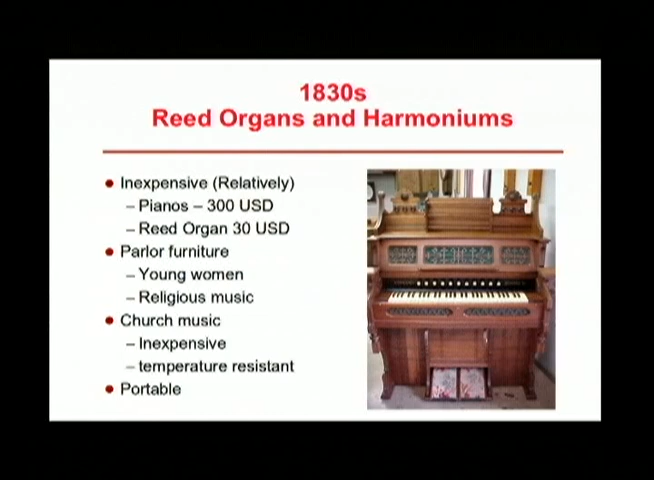 1830s
Reed Organs and Harmoniums
Inexpensive (Relatively)
– Pianos – 300 USD
– Reed Organ 30 USD
Parlor furniture
– Young women
– Religious music
Church music
– Inexpensive
– temperature resistant
Portable